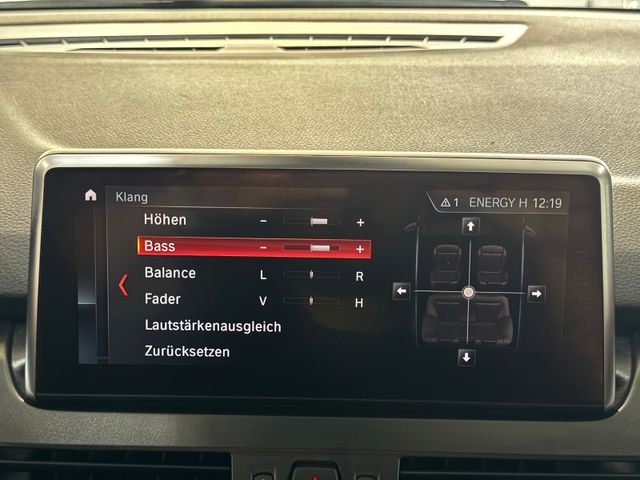 Klang
⚠1 ENERGY H 12:19
Höhen - +
Bass - +
Balance L R
Fader V H
Lautstärkenausgleich
Zurücksetzen